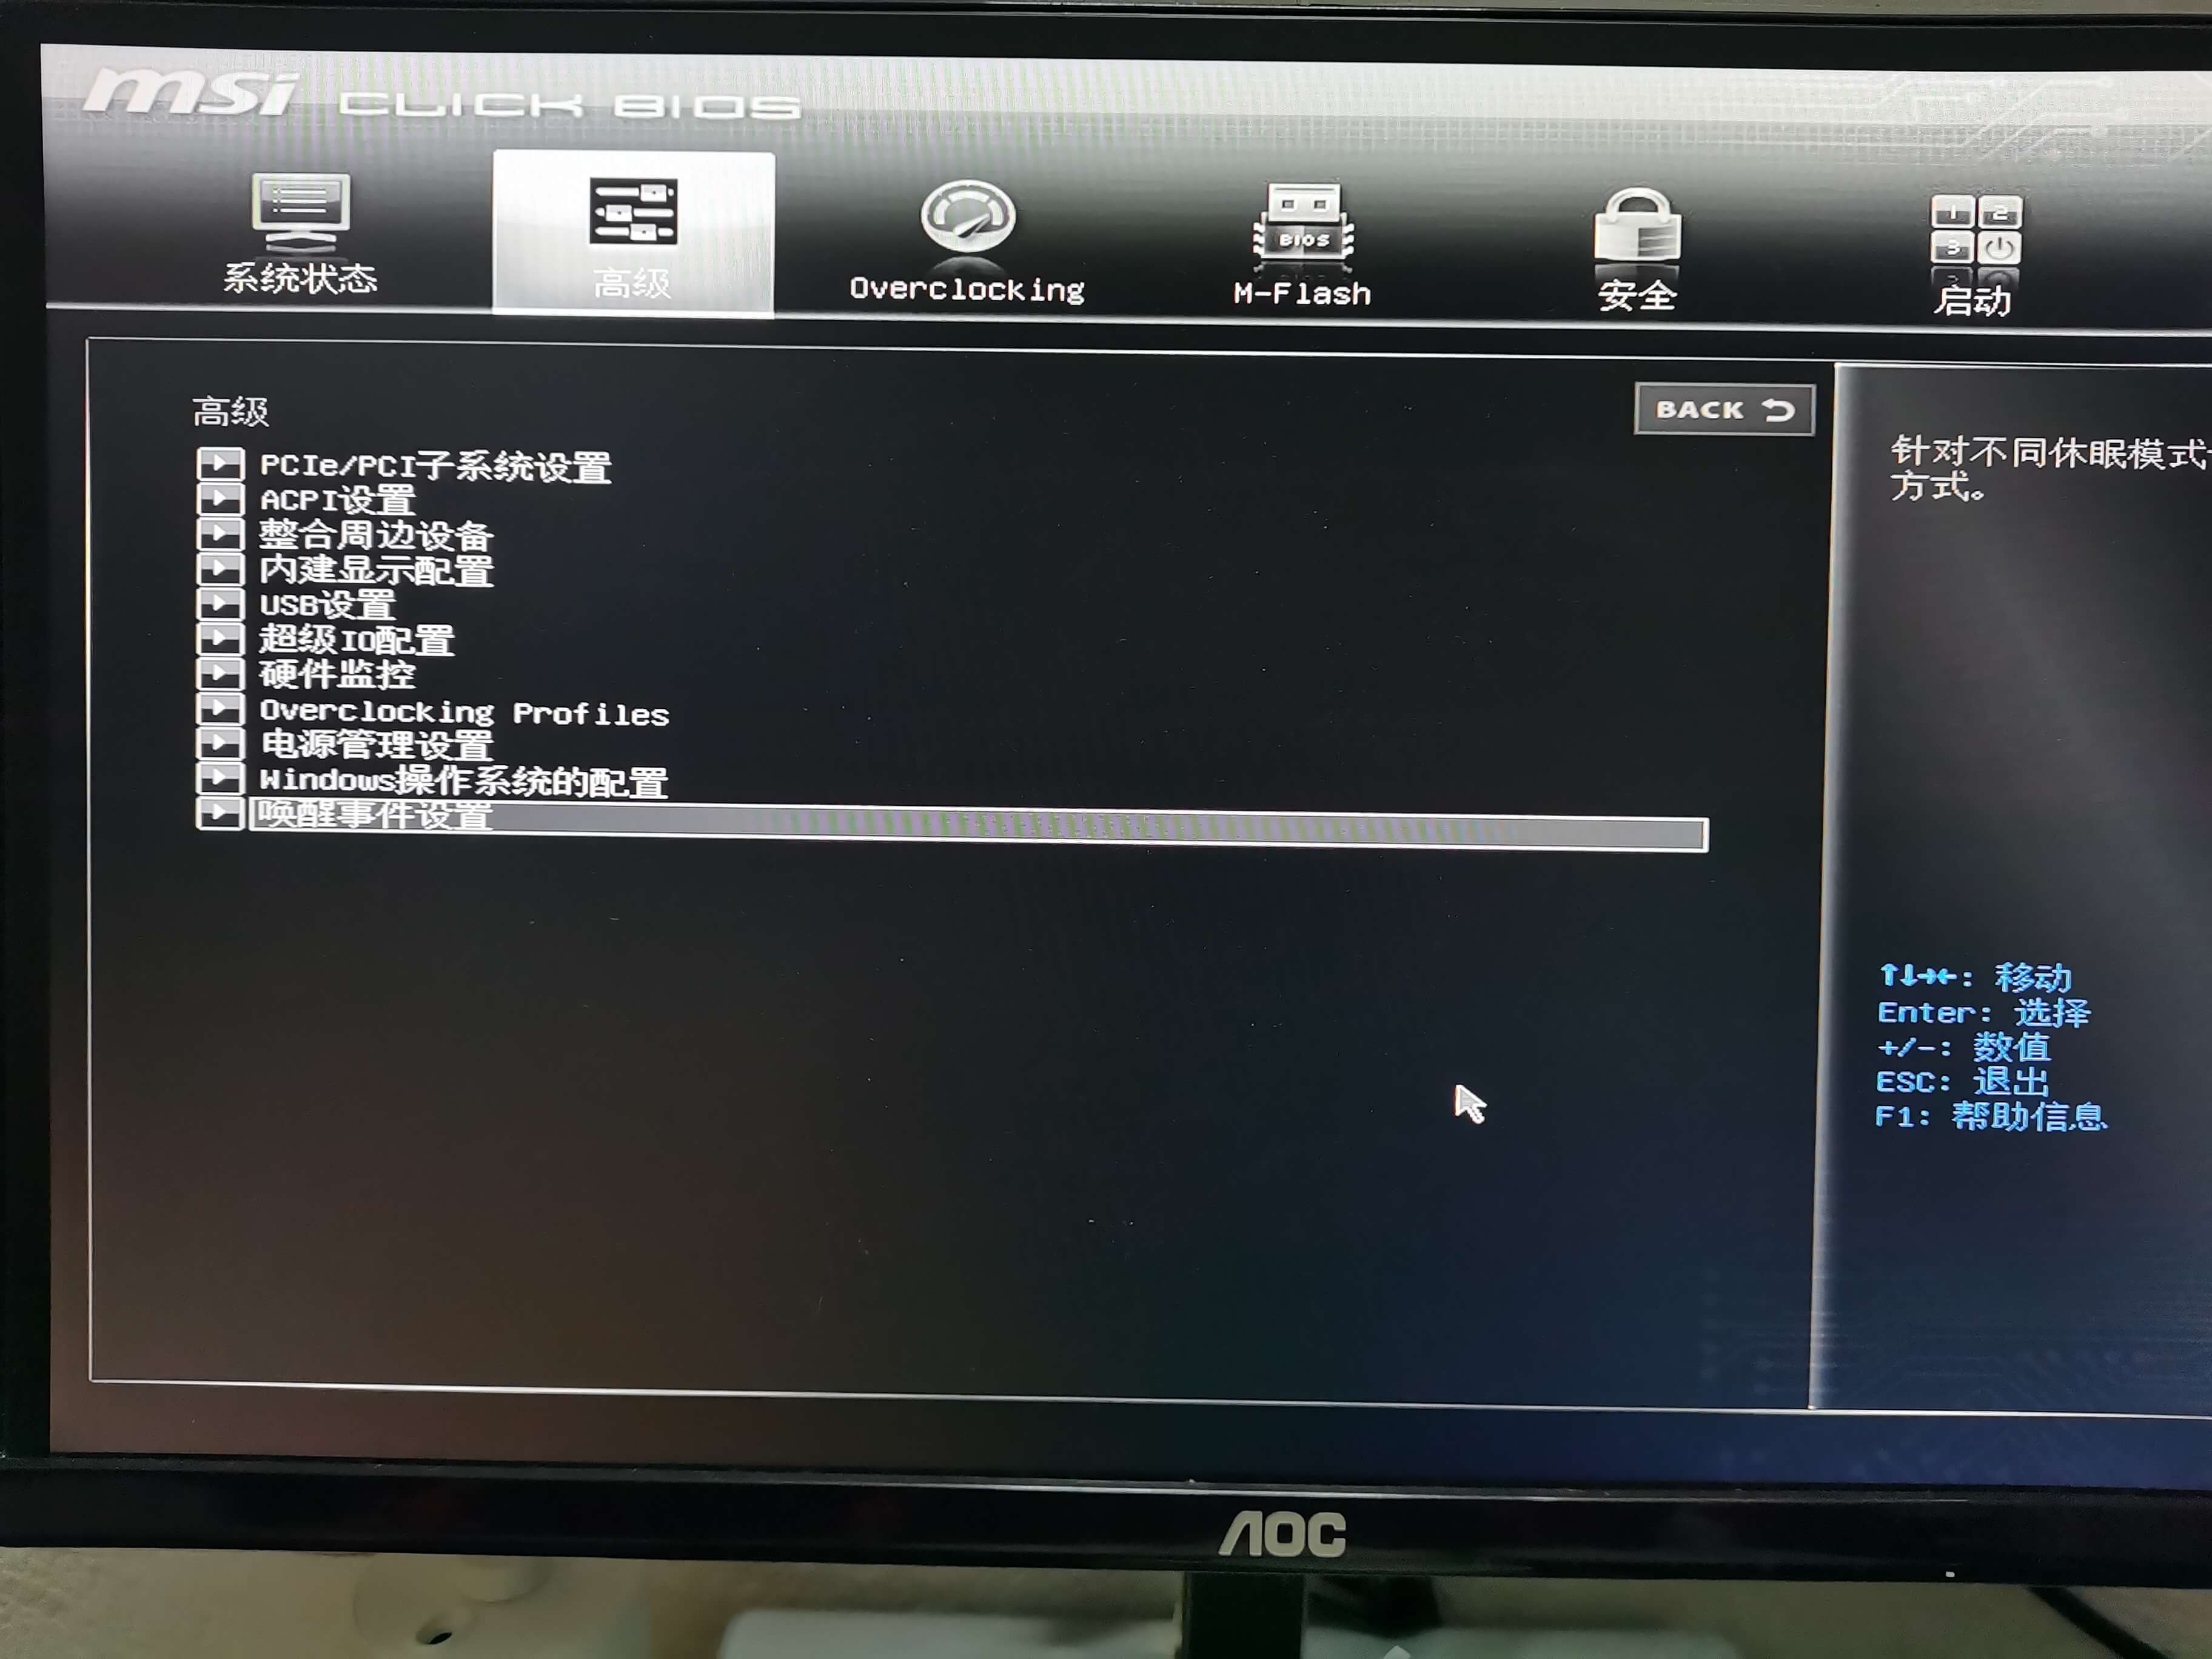 msi CLICK BIOS
系统状态
高级
Overclocking
BIOS
M-Flash
安全
1 2
3
启动
高级
BACK
PCIe/PCI子系统设置
ACPI设置
整合周边设备
内建显示配置
USB设置
超级IO配置
硬件监控
Overclocking Profiles
电源管理设置
Windows操作系统的配置
唤醒事件设置
针对不同休眠模式
方式。
↑↓→←: 移动
Enter: 选择
+/-: 数值
ESC: 退出
F1: 帮助信息
AOC